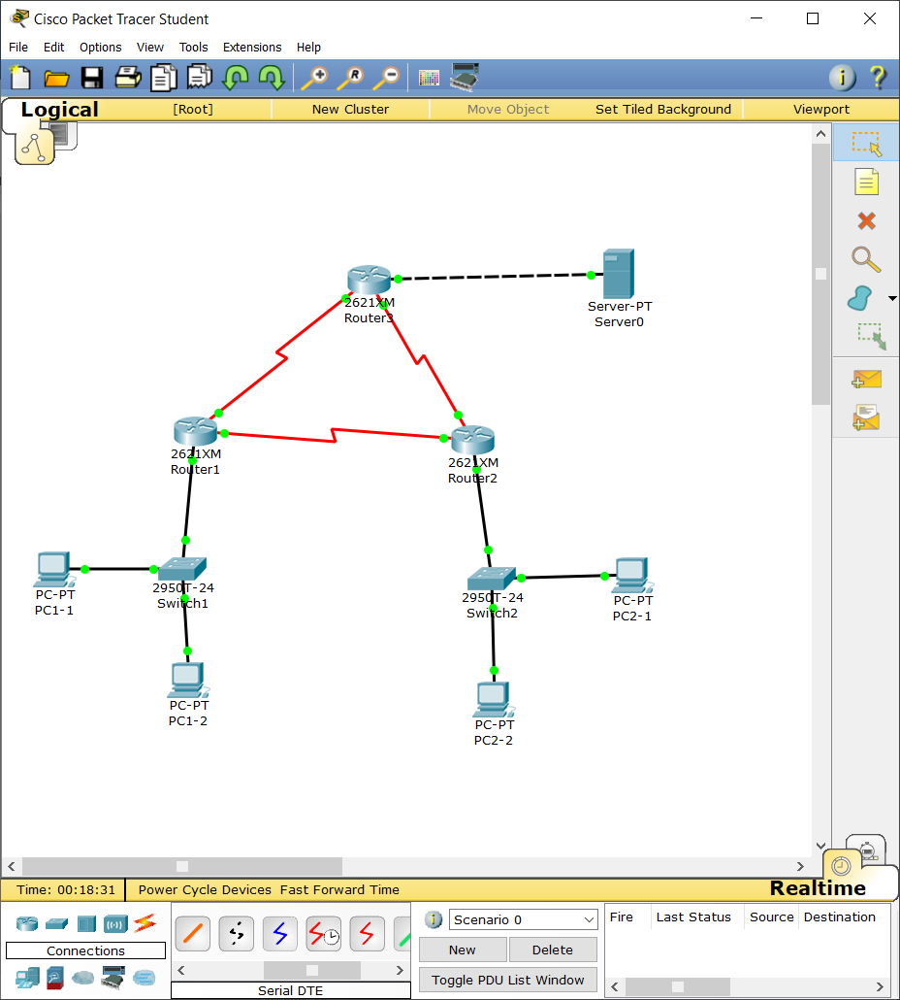 Cisco Packet Tracer Student
File Edit Options View Tools Extensions Help
Logical [Root] New Cluster Move Object Set Tiled Background Viewport
2621XM
Router3
Server-PT
Server0
2621XM
Router1
2621XM
Router2
PC-PT
PC1-1
2950T-24
Switch1
2950T-24
Switch2
PC-PT
PC2-1
PC-PT
PC1-2
PC-PT
PC2-2
Realtime
Time: 00:18:31 Power Cycle Devices Fast Forward Time
Connections
Serial DTE
Scenario 0
New Delete
Toggle PDU List Window
Fire Last Status Source Destination